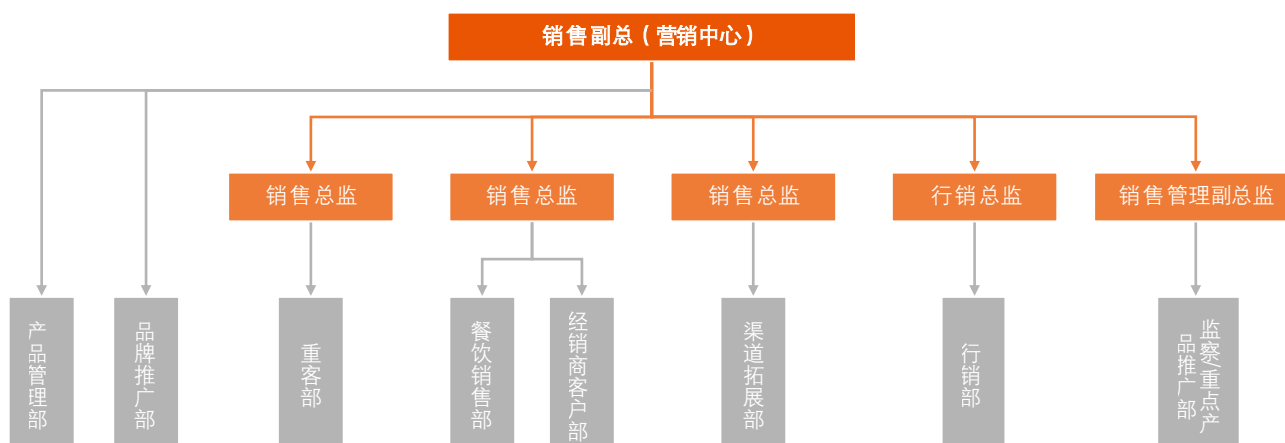 销售副总（营销中心）
销售总监
销售总监
销售总监
行销总监
销售管理副总监
产品管理部
品牌推广部
重客部
餐饮销售部
经销商客户部
渠道拓展部
行销部
监察/重点产
品推广部